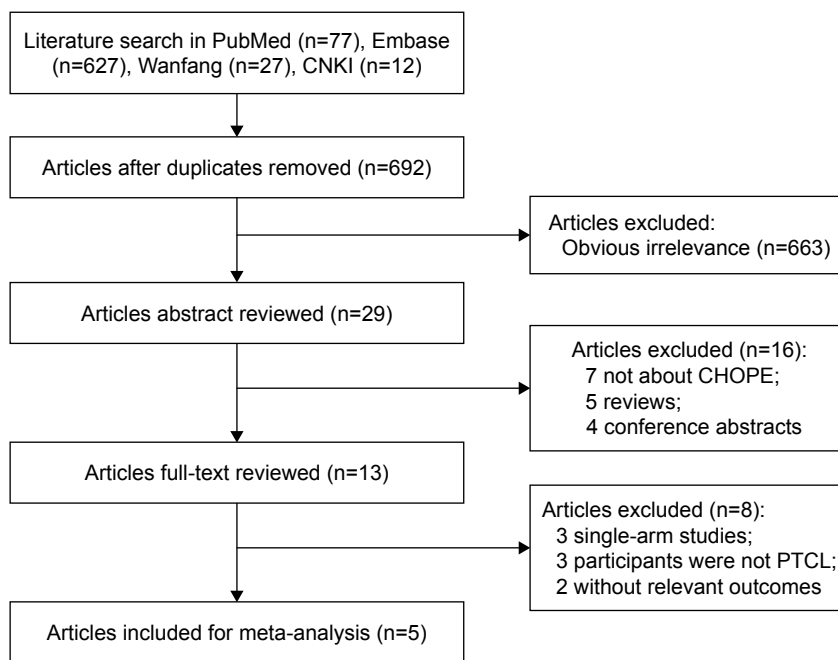 Literature search in PubMed (n=77), Embase
(n=627), Wanfang (n=27), CNKI (n=12)
Articles after duplicates removed (n=692)
Articles excluded:
Obvious irrelevance (n=663)
Articles abstract reviewed (n=29)
Articles excluded (n=16):
7 not about CHOPE;
5 reviews;
4 conference abstracts
Articles full-text reviewed (n=13)
Articles excluded (n=8):
3 single-arm studies;
3 participants were not PTCL;
2 without relevant outcomes
Articles included for meta-analysis (n=5)